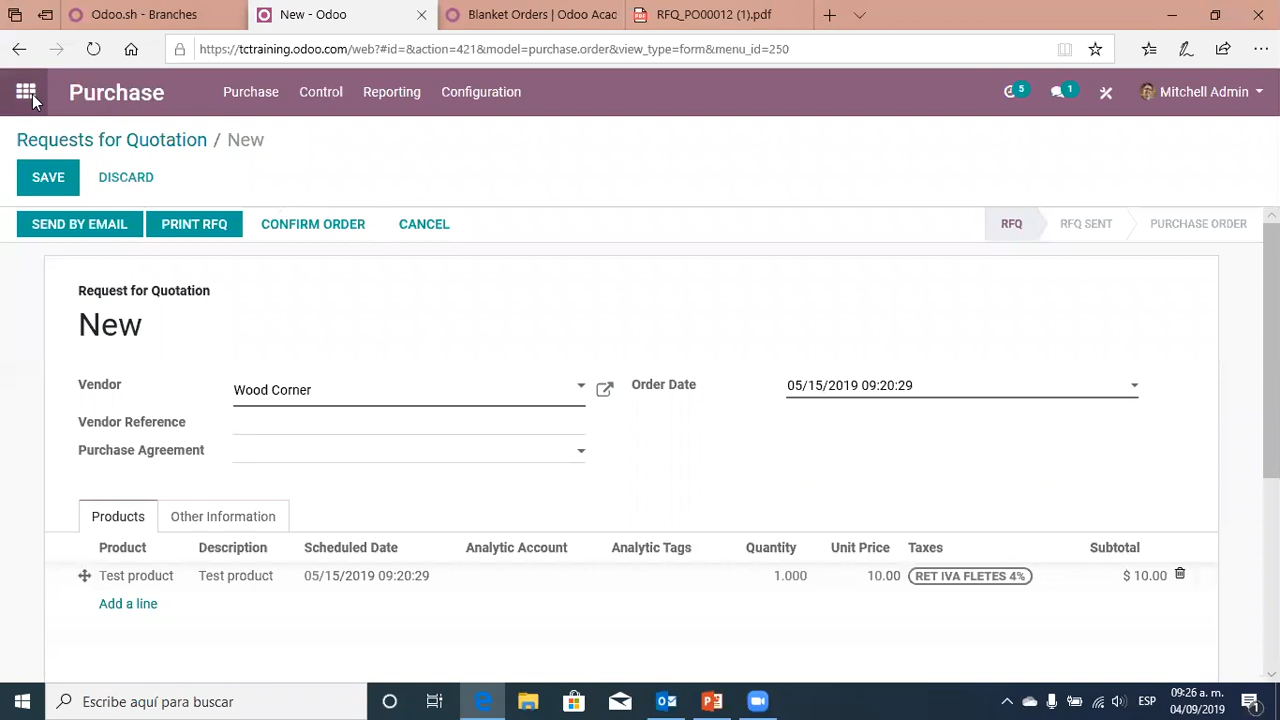 Odoo.sh - Branches
New - Odoo
Blanket Orders | Odoo Acad
RFQ_PO00012 (1).pdf
https://tctraining.odoo.com/web?#id=&action=421&model=purchase.order&view_type=form&menu_id=250
Purchase
Purchase Control Reporting Configuration
5
1
Mitchell Admin
Requests for Quotation / New
SAVE DISCARD
SEND BY EMAIL PRINT RFQ CONFIRM ORDER CANCEL
RFQ RFQ SENT PURCHASE ORDER
Request for Quotation
New
Vendor Wood Corner
Order Date 05/15/2019 09:20:29
Vendor Reference
Purchase Agreement
Products Other Information
Product Description Scheduled Date Analytic Account Analytic Tags Quantity Unit Price Taxes Subtotal
Test product Test product 05/15/2019 09:20:29 1.000 10.00 RET IVA FLETES 4% $ 10.00
Add a line
Escribe aquí para buscar
ESP
09:26 a. m.
04/09/2019
1